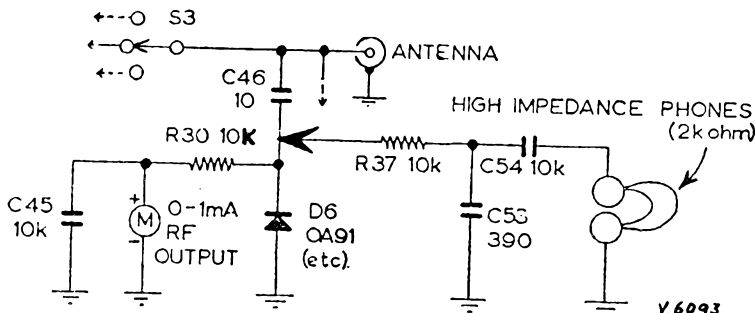 S3
ANTENNA
C46
10
HIGH IMPEDANCE PHONES
(2k ohm)
R30 10K
R37 10k
C54 10k
C45
10k
+
M
-
0-1mA
RF
OUTPUT
D6
OA91
(etc).
C53
390
V6093